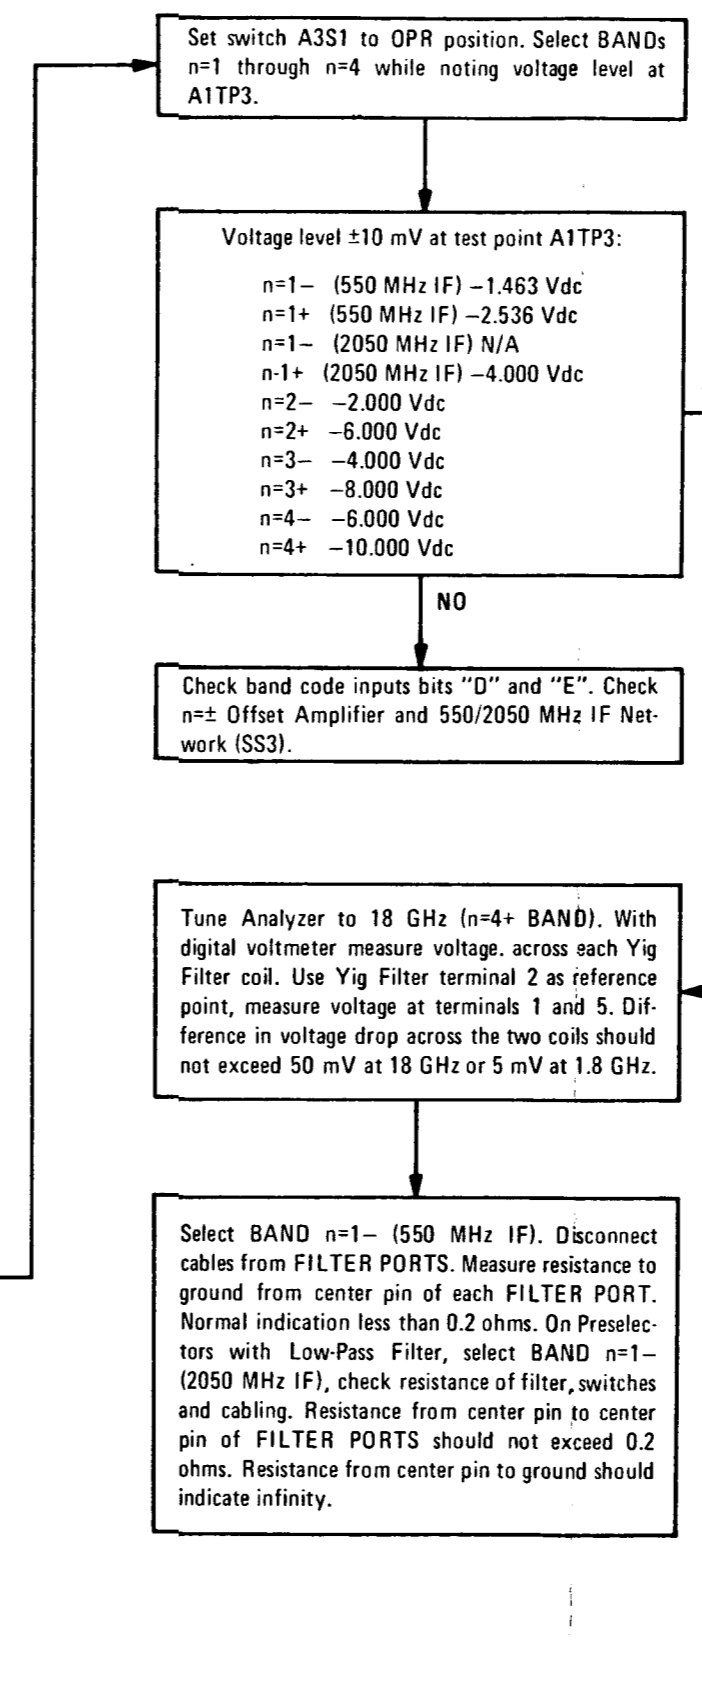 Set switch A3S1 to OPR position. Select BANDs
n=1 through n=4 while noting voltage level at
A1TP3.
Voltage level ±10 mV at test point A1TP3:
n=1– (550 MHz IF) –1.463 Vdc
n=1+ (550 MHz IF) –2.536 Vdc
n=1– (2050 MHz IF) N/A
n-1+ (2050 MHz IF) –4.000 Vdc
n=2– –2.000 Vdc
n=2+ –6.000 Vdc
n=3– –4.000 Vdc
n=3+ –8.000 Vdc
n=4– –6.000 Vdc
n=4+ –10.000 Vdc
NO
Check band code inputs bits "D" and "E". Check
n=± Offset Amplifier and 550/2050 MHz IF Net-
work (SS3).
Tune Analyzer to 18 GHz (n=4+ BAND). With
digital voltmeter measure voltage. across each Yig
Filter coil. Use Yig Filter terminal 2 as reference
point, measure voltage at terminals 1 and 5. Dif-
ference in voltage drop across the two coils should
not exceed 50 mV at 18 GHz or 5 mV at 1.8 GHz.
Select BAND n=1– (550 MHz IF). Disconnect
cables from FILTER PORTS. Measure resistance to
ground from center pin of each FILTER PORT.
Normal indication less than 0.2 ohms. On Preselec-
tors with Low-Pass Filter, select BAND n=1–
(2050 MHz IF), check resistance of filter, switches
and cabling. Resistance from center pin to center
pin of FILTER PORTS should not exceed 0.2
ohms. Resistance from center pin to ground should
indicate infinity.